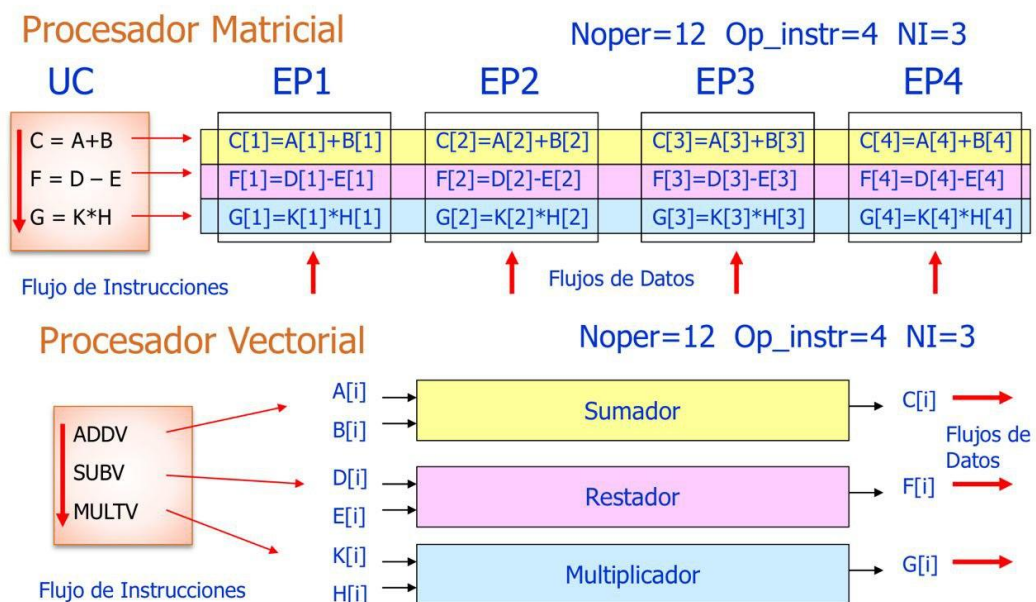 Procesador Matricial
Noper=12 Op_instr=4 NI=3
UC EP1 EP2 EP3 EP4
C = A+B C[1]=A[1]+B[1] C[2]=A[2]+B[2] C[3]=A[3]+B[3] C[4]=A[4]+B[4]
F = D – E F[1]=D[1]-E[1] F[2]=D[2]-E[2] F[3]=D[3]-E[3] F[4]=D[4]-E[4]
G = K*H G[1]=K[1]*H[1] G[2]=K[2]*H[2] G[3]=K[3]*H[3] G[4]=K[4]*H[4]
Flujo de Instrucciones
Flujos de Datos
Procesador Vectorial
Noper=12 Op_instr=4 NI=3
ADDV
SUBV
MULTV
Flujo de Instrucciones
A[i]
B[i]
Sumador
C[i]
Flujos de
Datos
D[i]
E[i]
Restador
F[i]
K[i]
H[i]
Multiplicador
G[i]